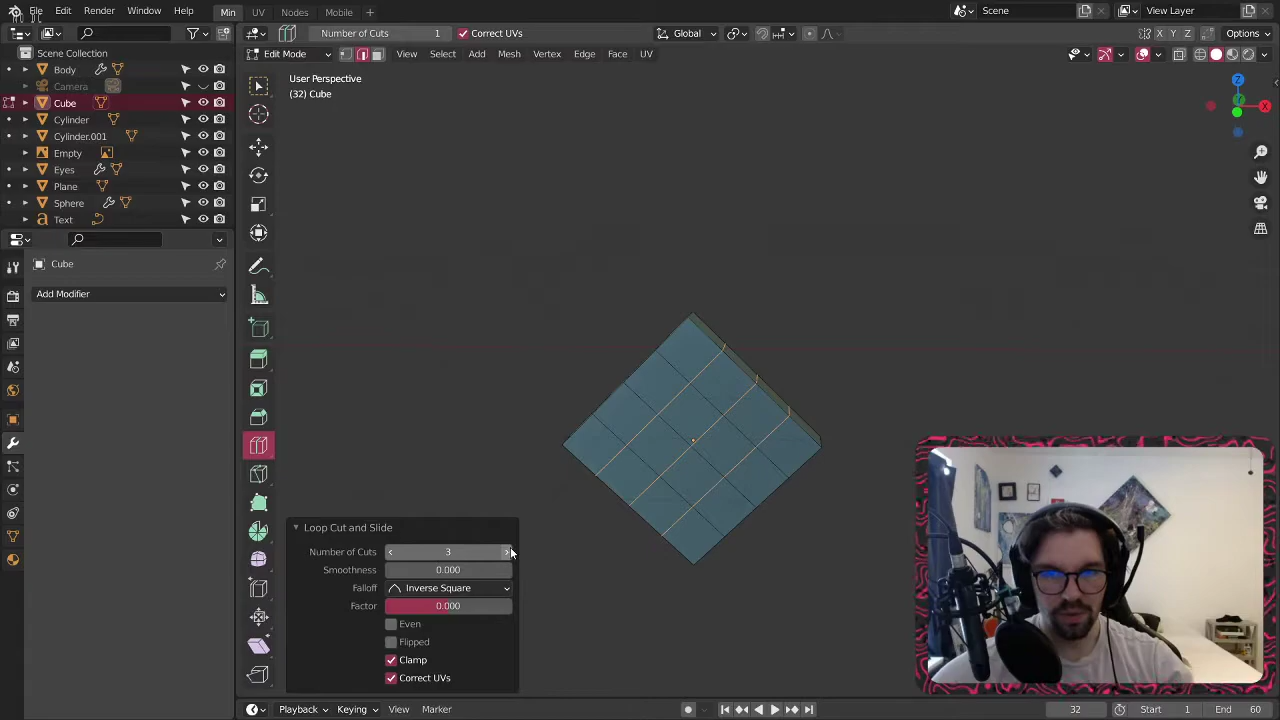 File Edit Render Window Help Min UV Nodes Mobile + Scene View Layer
Number of Cuts 1 Correct UVs Global X Y Z Options
Scene Collection
Edit Mode View Select Add Mesh Vertex Edge Face UV
Body
User Perspective
(32) Cube
Camera
Cube
Cylinder
Cylinder.001
Empty
Eyes
Plane
Sphere
Text
Z
Y
X
Cube
Add Modifier
Loop Cut and Slide
Number of Cuts 3
Smoothness 0.000
Falloff Inverse Square
Factor 0.000
Even
Flipped
Clamp
Correct UVs
Playback Keying View Marker 32 Start 1 End 60